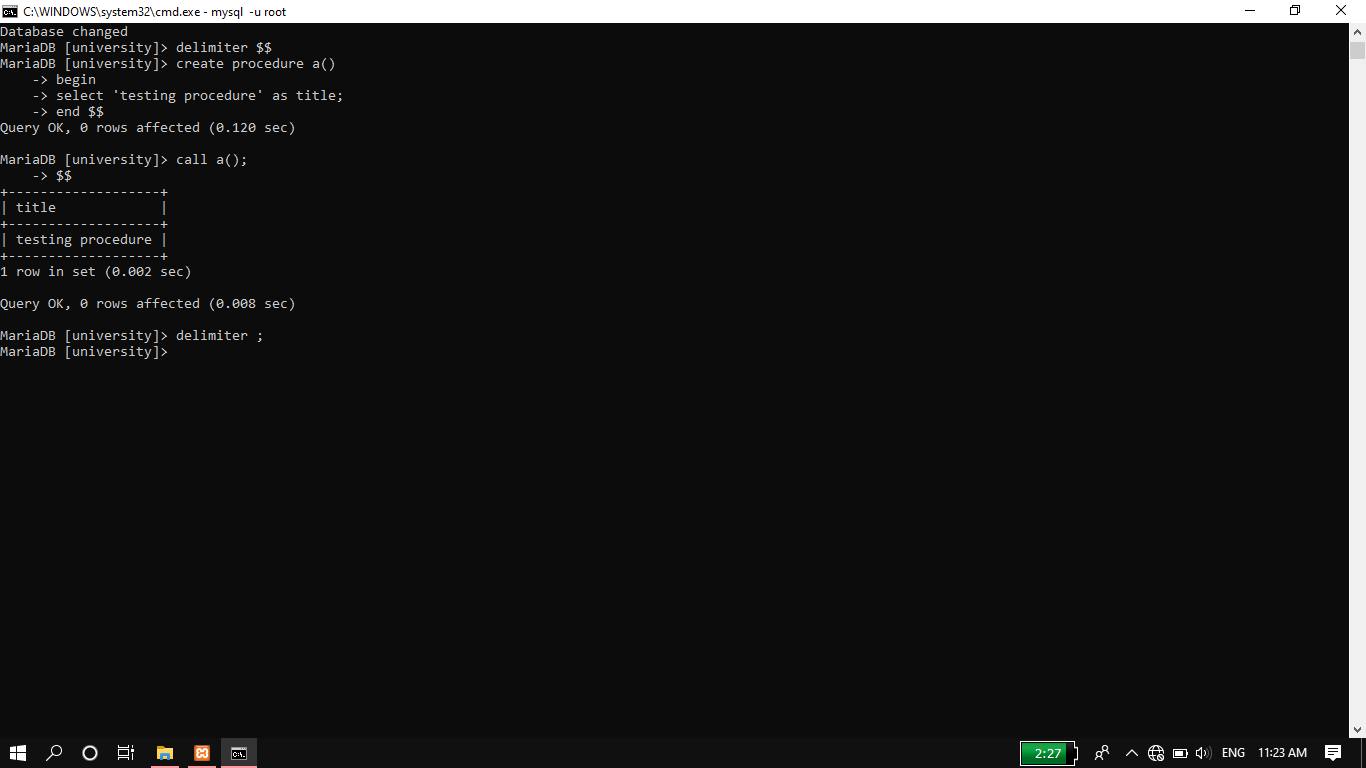 C:\WINDOWS\system32\cmd.exe - mysql  -u root
Database changed
MariaDB [university]> delimiter $$
MariaDB [university]> create procedure a()
    -> begin
    -> select 'testing procedure' as title;
    -> end $$
Query OK, 0 rows affected (0.120 sec)
MariaDB [university]> call a();
    -> $$
+-------------------+
| title             |
+-------------------+
| testing procedure |
+-------------------+
1 row in set (0.002 sec)
Query OK, 0 rows affected (0.008 sec)
MariaDB [university]> delimiter ;
MariaDB [university]>
2:27 ENG 11:23 AM